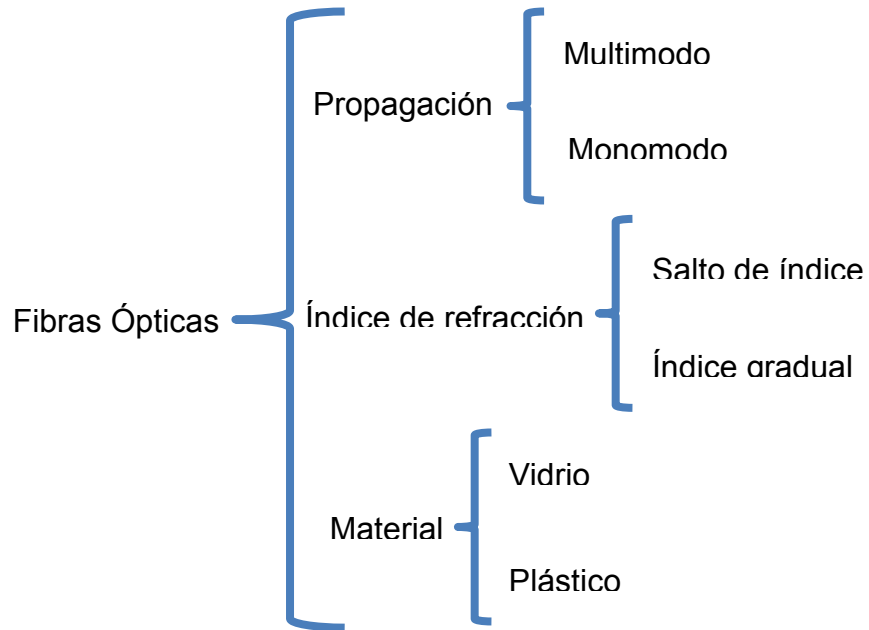 Fibras Ópticas
Propagación
Multimodo
Monomodo
Índice de refracción
Salto de índice
Índice gradual
Material
Vidrio
Plástico